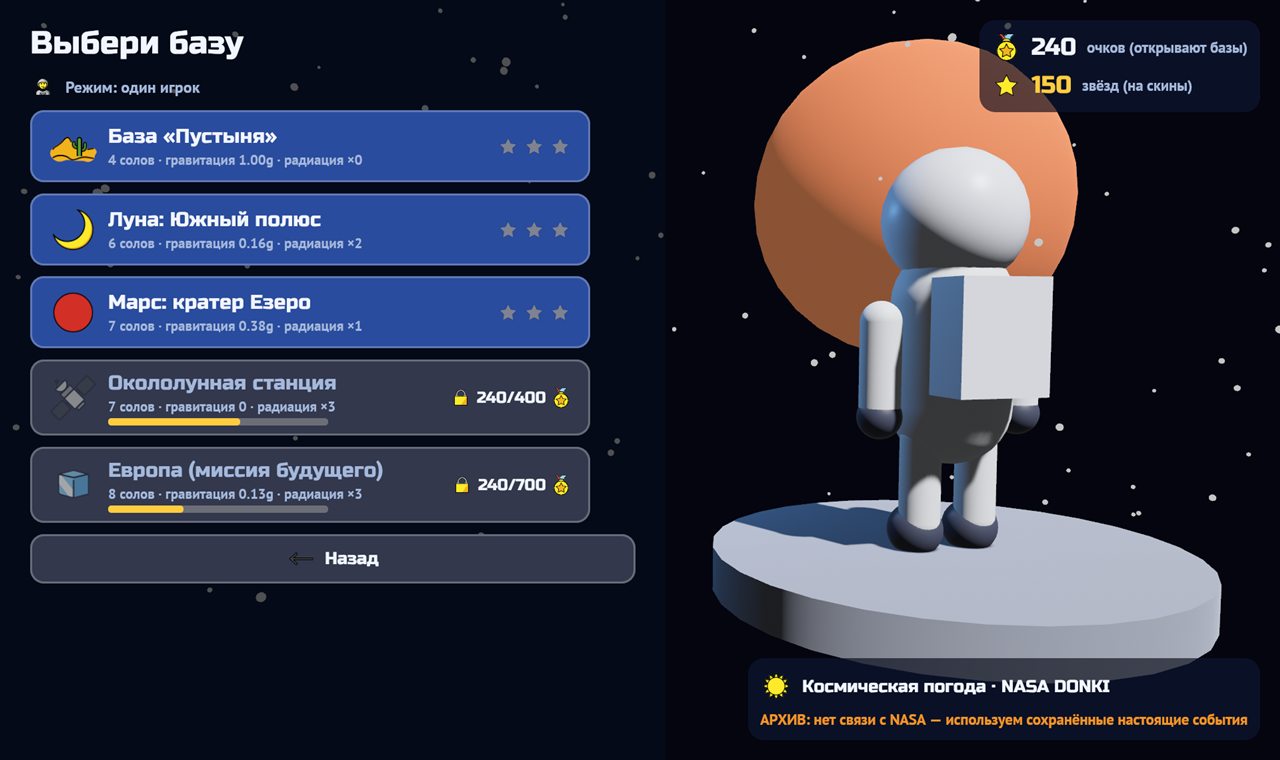 Выбери базу
Режим: один игрок
База «Пустыня»
4 солов · гравитация 1.00g · радиация ×0
Луна: Южный полюс
6 солов · гравитация 0.16g · радиация ×2
Марс: кратер Езеро
7 солов · гравитация 0.38g · радиация ×1
Окололунная станция
7 солов · гравитация 0 · радиация ×3
240/400
Европа (миссия будущего)
8 солов · гравитация 0.13g · радиация ×3
240/700
← Назад
240 очков (открывают базы)
150 звёзд (на скины)
Космическая погода · NASA DONKI
АРХИВ: нет связи с NASA — используем сохранённые настоящие события